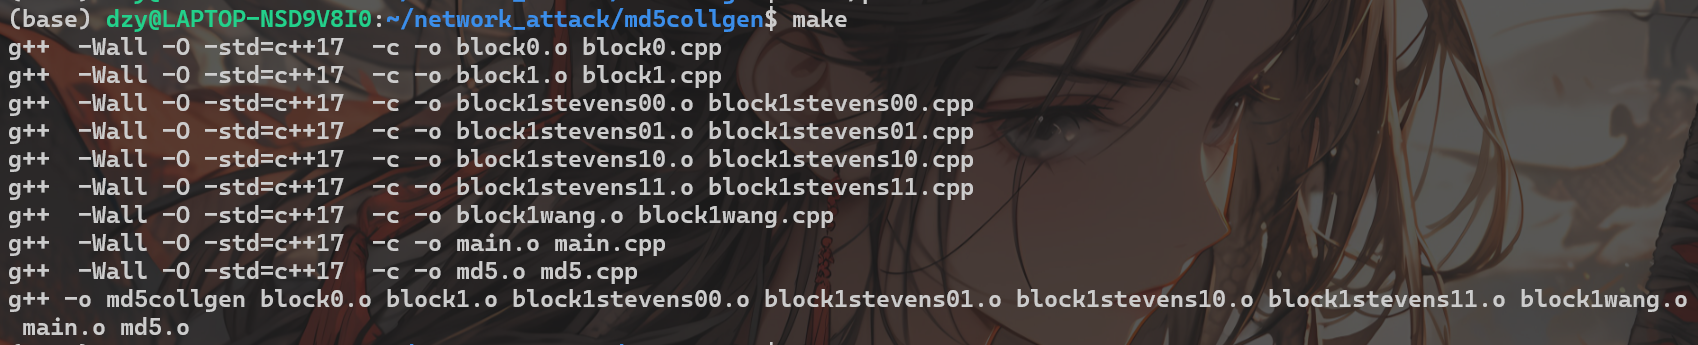 (base) dzy@LAPTOP-NSD9V8I0:~/network_attack/md5collgen$ make
g++  -Wall -O -std=c++17  -c -o block0.o block0.cpp
g++  -Wall -O -std=c++17  -c -o block1.o block1.cpp
g++  -Wall -O -std=c++17  -c -o block1stevens00.o block1stevens00.cpp
g++  -Wall -O -std=c++17  -c -o block1stevens01.o block1stevens01.cpp
g++  -Wall -O -std=c++17  -c -o block1stevens10.o block1stevens10.cpp
g++  -Wall -O -std=c++17  -c -o block1stevens11.o block1stevens11.cpp
g++  -Wall -O -std=c++17  -c -o block1wang.o block1wang.cpp
g++  -Wall -O -std=c++17  -c -o main.o main.cpp
g++  -Wall -O -std=c++17  -c -o md5.o md5.cpp
g++ -o md5collgen block0.o block1.o block1stevens00.o block1stevens01.o block1stevens10.o block1stevens11.o block1wang.o
 main.o md5.o